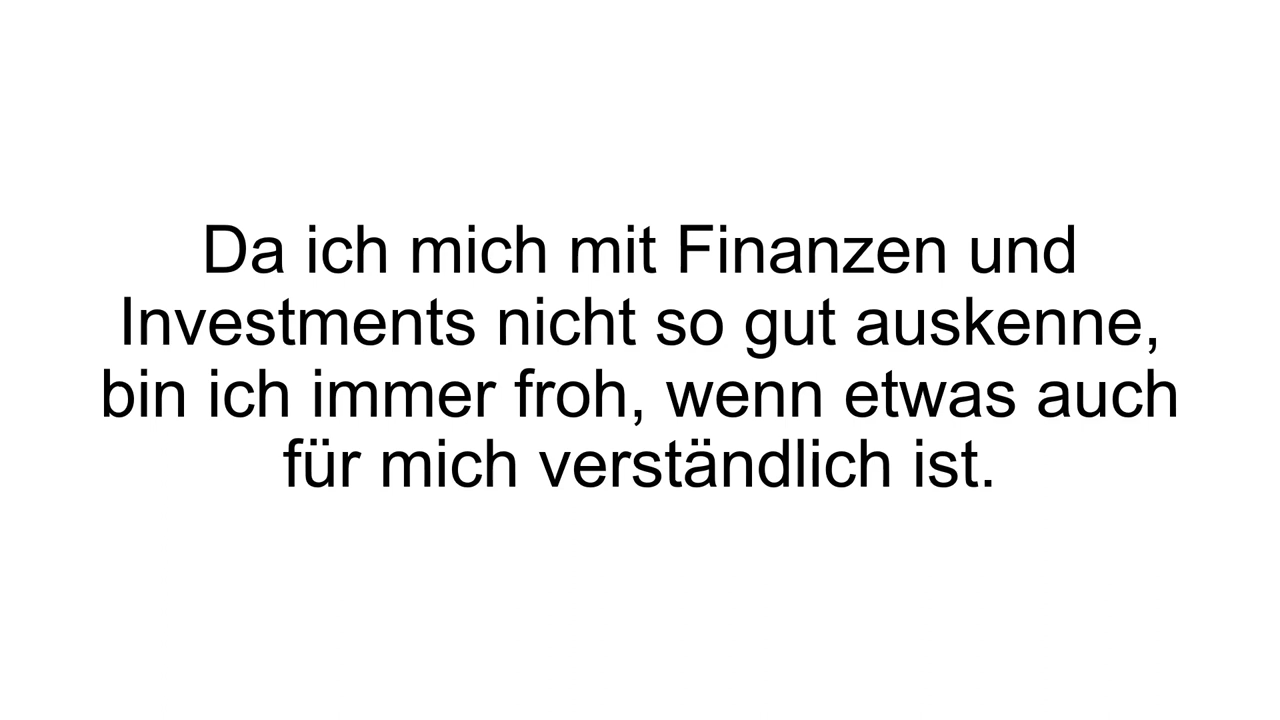 Da ich mich mit Finanzen und
Investments nicht so gut auskenne,
bin ich immer froh, wenn etwas auch
für mich verständlich ist.